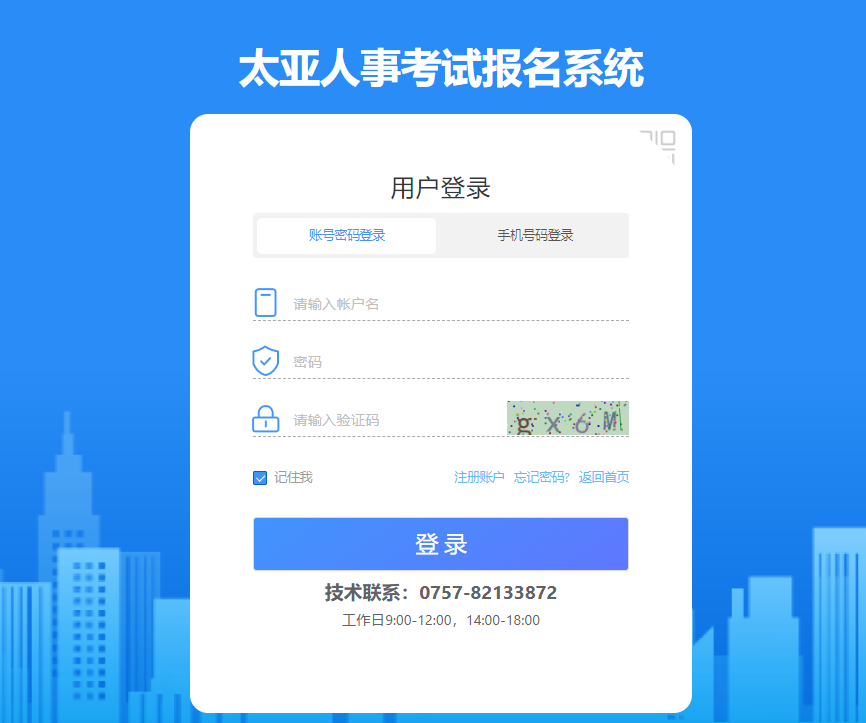 太亚人事考试报名系统
用户登录
账号密码登录 手机号码登录
请输入帐户名
密码
请输入验证码 gx6M
记住我 注册账户 忘记密码? 返回首页
登录
技术联系：0757-82133872
工作日9:00-12:00，14:00-18:00